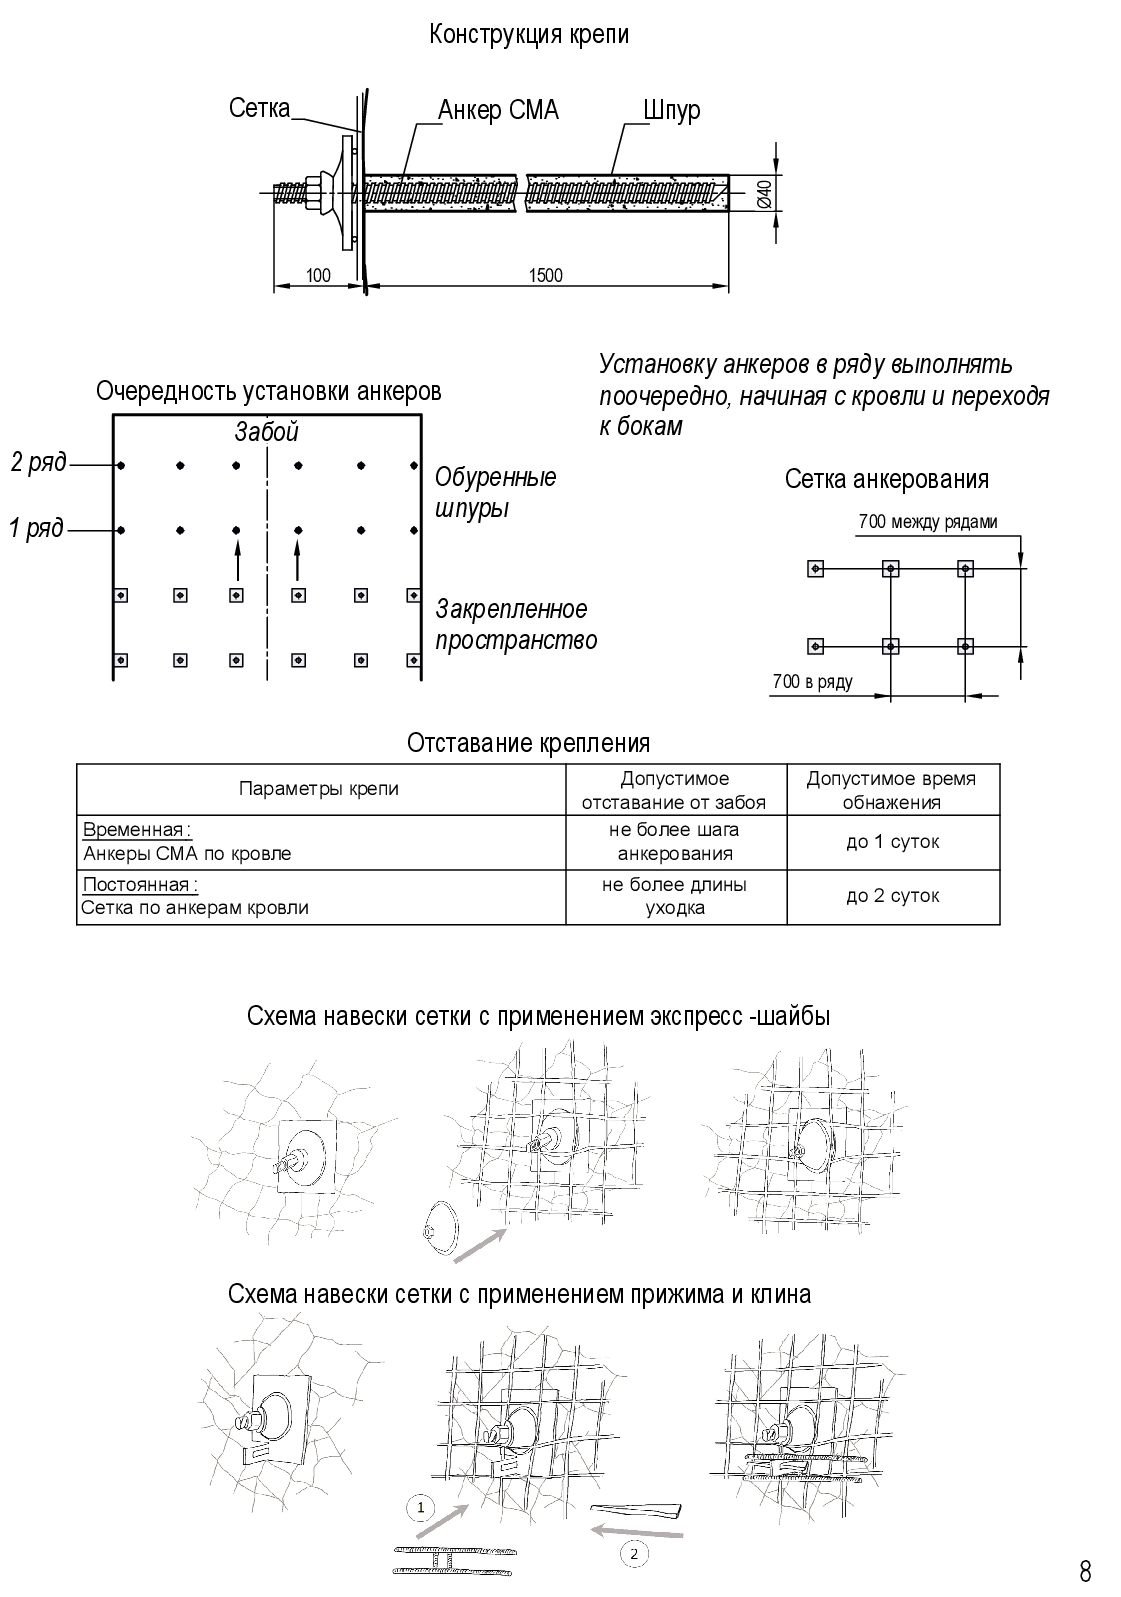 Конструкция крепи
Сетка
Анкер СМА
Шпур
Ø40
100
1500
Установку анкеров в ряду выполнять
поочередно, начиная с кровли и переходя
к бокам
Очередность установки анкеров
Забой
2 ряд
Обуренные
шпуры
1 ряд
Закрепленное
пространство
Сетка анкерования
700 между рядами
700 в ряду
Отставание крепления
Параметры крепи
Допустимое
отставание от забоя
Допустимое время
обнажения
Временная :
Анкеры СМА по кровле
не более шага
анкерования
до 1 суток
Постоянная :
Сетка по анкерам кровли
не более длины
уходка
до 2 суток
Схема навески сетки с применением экспресс -шайбы
Схема навески сетки с применением прижима и клина
1
2
8